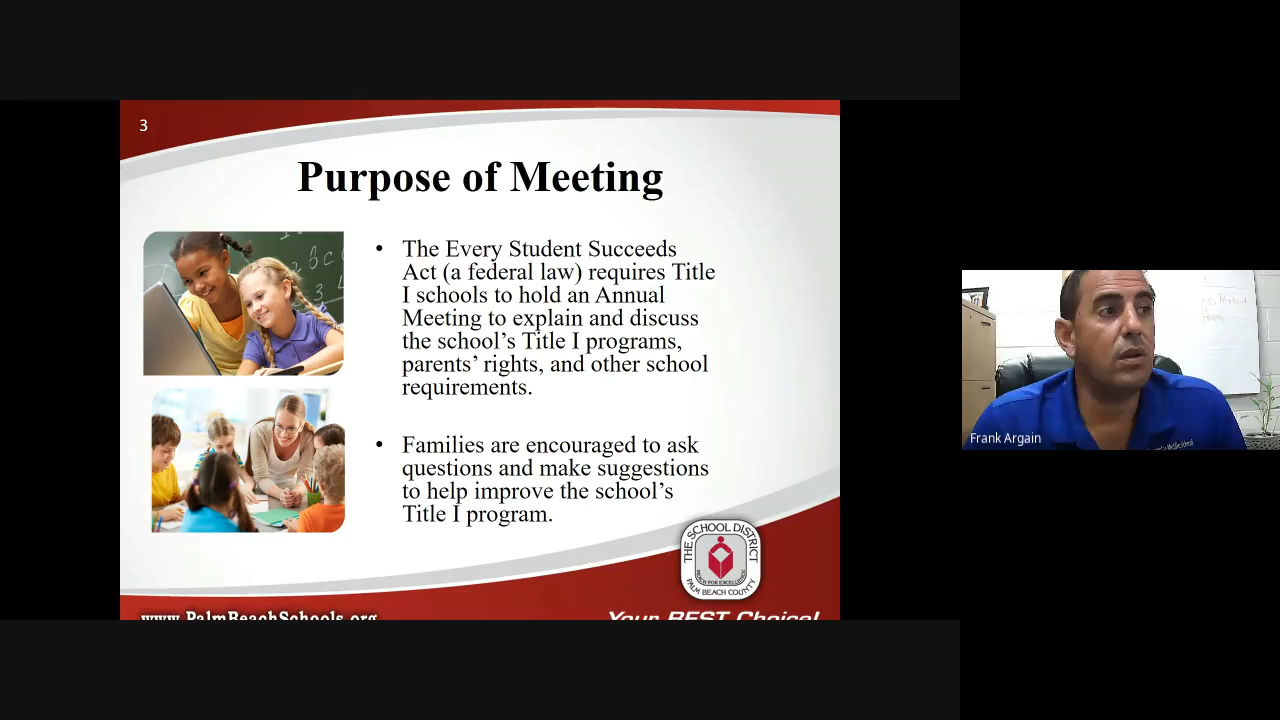 3
Purpose of Meeting
• The Every Student Succeeds
Act (a federal law) requires Title
I schools to hold an Annual
Meeting to explain and discuss
the school’s Title I programs,
parents’ rights, and other school
requirements.
• Families are encouraged to ask
questions and make suggestions
to help improve the school’s
Title I program.
THE SCHOOL DISTRICT
PALM BEACH COUNTY
www.PalmBeachSchools.org
Your BEST Choice!
Frank Argain